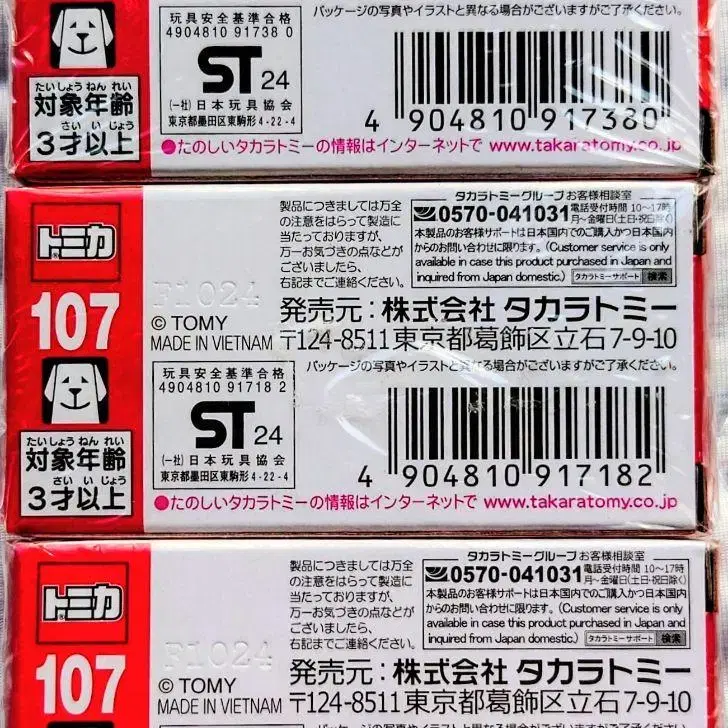 パッケージの写真やイラストと異なる場合がございますがご了承ください。
玩具安全基準合格
4904810 91738 0
ST 24
(一社)日本玩具協会
東京都墨田区東駒形4-22-4
たいしょうねんれい
対象年齢
さいいじょう
3才以上
4 904810 917380
●たのしいタカラトミーの情報はインターネットで www.takaratomy.co.jp
トミカ
107
製品につきましては万全
の注意をはらって製造に
当たっておりますが、
万一お気づきの点などが
ございましたら、
右記までご連絡ください。
タカラトミーグループ お客様相談室
0570-041031 電話受付時間 10〜17時
月〜金曜日(土日・祝日除く)
本製品のお客様サポートは日本国内でのご購入かつ日本国内
からのお問い合わせに限ります。(Customer service is only
available in case this product purchased in Japan and
inquired from Japan domestic.) タカラトミーサポート 検索
F1024
© TOMY
MADE IN VIETNAM
発売元:株式会社 タカラトミー
〒124-8511東京都葛飾区立石7-9-10
パッケージの写真やイラストと異なる場合がございますがご了承ください。
玩具安全基準合格
4904810 91718 2
ST 24
(一社)日本玩具協会
東京都墨田区東駒形4-22-4
たいしょうねんれい
対象年齢
さいいじょう
3才以上
4 904810 917182
●たのしいタカラトミーの情報はインターネットで www.takaratomy.co.jp
トミカ
107
製品につきましては万全
の注意をはらって製造に
当たっておりますが、
万一お気づきの点などが
ございましたら、
右記までご連絡ください。
タカラトミーグループ お客様相談室
0570-041031 電話受付時間 10〜17時
月〜金曜日(土日・祝日除く)
本製品のお客様サポートは日本国内でのご購入かつ日本国内
からのお問い合わせに限ります。(Customer service is only
available in case this product purchased in Japan and
inquired from Japan domestic.) タカラトミーサポート 検索
F1024
© TOMY
MADE IN VIETNAM
発売元:株式会社 タカラトミー
〒124-8511東京都葛飾区立石7-9-10